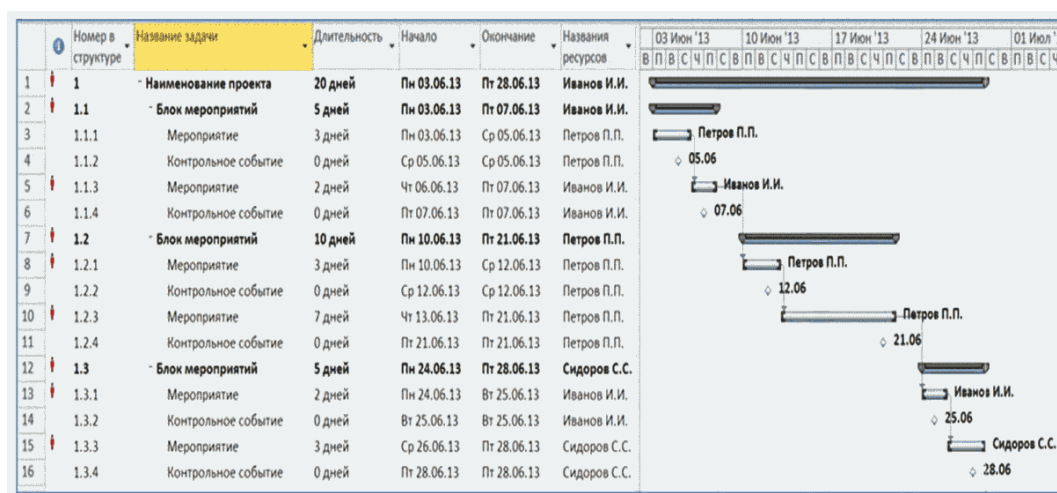 Номер в структуре Название задачи Длительность Начало Окончание Названия ресурсов 03 Июн '13 10 Июн '13 17 Июн '13 24 Июн '13 01 Июл '
В П В С Ч П С В П В С Ч П С В П В С Ч П С В П В С Ч П С В П В С Ч
1 1 Наименование проекта 20 дней Пн 03.06.13 Пт 28.06.13 Иванов И.И.
2 1.1 Блок мероприятий 5 дней Пн 03.06.13 Пт 07.06.13 Иванов И.И.
3 1.1.1 Мероприятие 3 дней Пн 03.06.13 Ср 05.06.13 Петров П.П. Петров П.П.
4 1.1.2 Контрольное событие 0 дней Ср 05.06.13 Ср 05.06.13 Петров П.П. 05.06
5 1.1.3 Мероприятие 2 дней Чт 06.06.13 Пт 07.06.13 Иванов И.И. Иванов И.И.
6 1.1.4 Контрольное событие 0 дней Пт 07.06.13 Пт 07.06.13 Иванов И.И. 07.06
7 1.2 Блок мероприятий 10 дней Пн 10.06.13 Пт 21.06.13 Петров П.П.
8 1.2.1 Мероприятие 3 дней Пн 10.06.13 Ср 12.06.13 Петров П.П. Петров П.П.
9 1.2.2 Контрольное событие 0 дней Ср 12.06.13 Ср 12.06.13 Петров П.П. 12.06
10 1.2.3 Мероприятие 7 дней Чт 13.06.13 Пт 21.06.13 Петров П.П. Петров П.П.
11 1.2.4 Контрольное событие 0 дней Пт 21.06.13 Пт 21.06.13 Петров П.П. 21.06
12 1.3 Блок мероприятий 5 дней Пн 24.06.13 Пт 28.06.13 Сидоров С.С.
13 1.3.1 Мероприятие 2 дней Пн 24.06.13 Вт 25.06.13 Иванов И.И. Иванов И.И.
14 1.3.2 Контрольное событие 0 дней Вт 25.06.13 Вт 25.06.13 Иванов И.И. 25.06
15 1.3.3 Мероприятие 3 дней Ср 26.06.13 Пт 28.06.13 Сидоров С.С. Сидоров С.С.
16 1.3.4 Контрольное событие 0 дней Пт 28.06.13 Пт 28.06.13 Сидоров С.С. 28.06